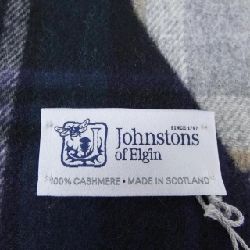 Johnstons
of Elgin
100% CASHMERE • MADE IN SCOTLAND